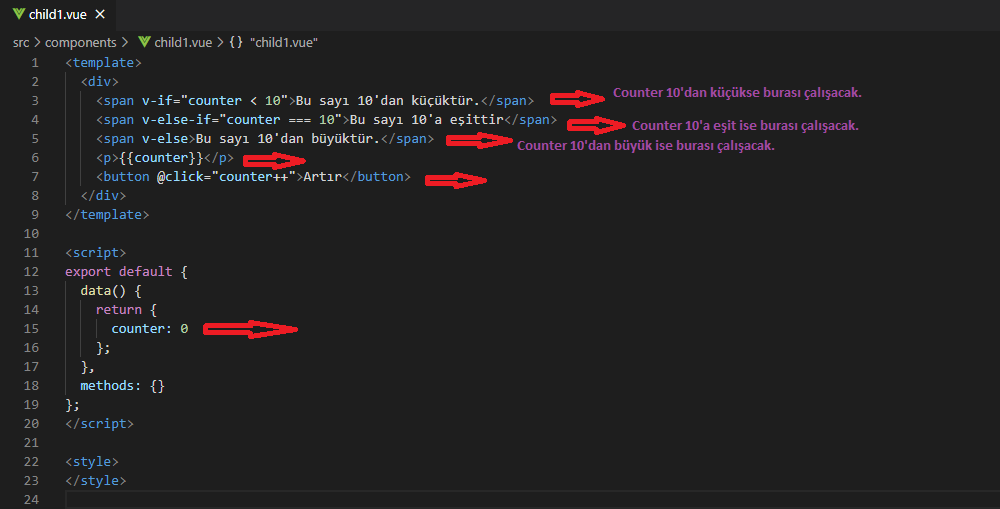 child1.vue ×
src > components > child1.vue > {} "child1.vue"
1 <template>
2 <div>
3 <span v-if="counter < 10">Bu sayı 10'dan küçüktür.</span> Counter 10'dan küçükse burası çalışacak.
4 <span v-else-if="counter === 10">Bu sayı 10'a eşittir</span> Counter 10'a eşit ise burası çalışacak.
5 <span v-else>Bu sayı 10'dan büyüktür.</span> Counter 10'dan büyük ise burası çalışacak.
6 <p>{{counter}}</p>
7 <button @click="counter++">Artır</button>
8 </div>
9 </template>
10
11 <script>
12 export default {
13 data() {
14 return {
15 counter: 0
16 };
17 },
18 methods: {}
19 };
20 </script>
21
22 <style>
23 </style>
24